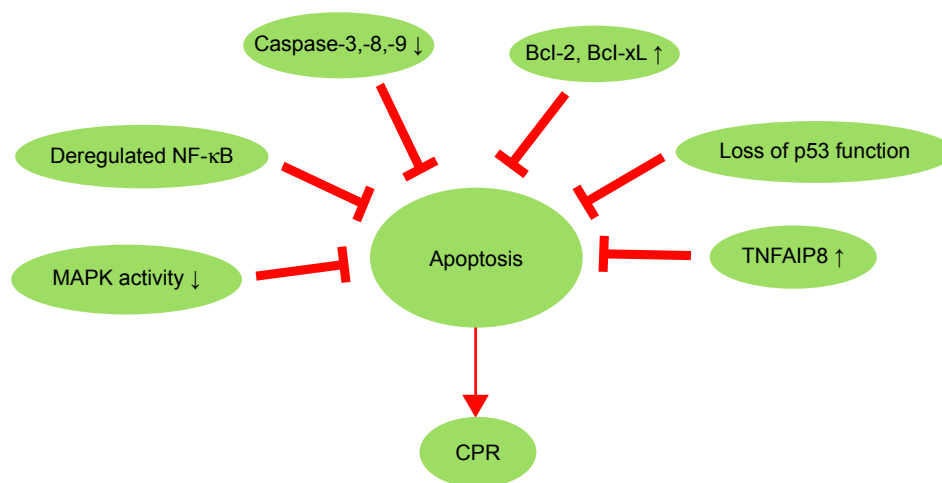 Caspase-3,-8,-9 ↓
Bcl-2, Bcl-xL ↑
Deregulated NF-κB
Loss of p53 function
MAPK activity ↓
Apoptosis
TNFAIP8 ↑
CPR